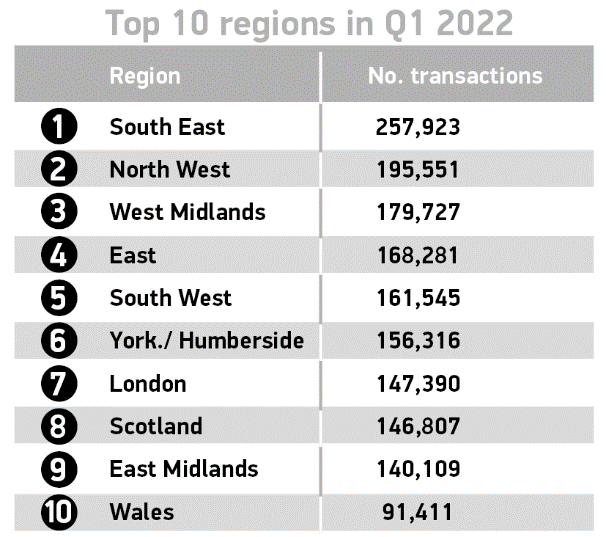 Top 10 regions in Q1 2022
Region No. transactions
1 South East 257,923
2 North West 195,551
3 West Midlands 179,727
4 East 168,281
5 South West 161,545
6 York./ Humberside 156,316
7 London 147,390
8 Scotland 146,807
9 East Midlands 140,109
10 Wales 91,411